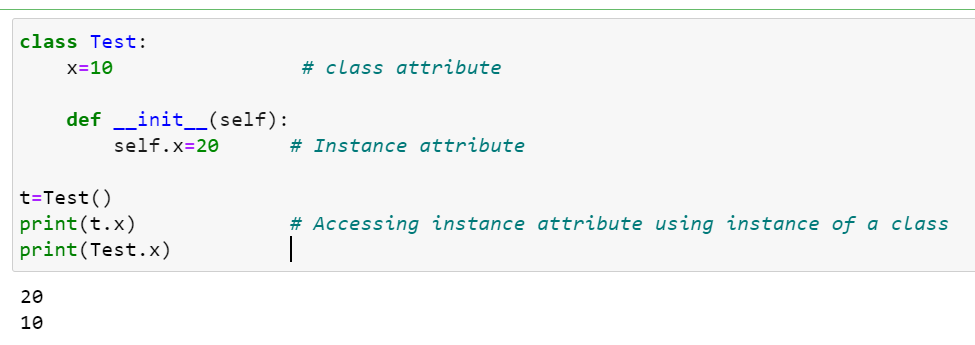 class Test:
    x=10                # class attribute
    def __init__(self):
        self.x=20      # Instance attribute
t=Test()
print(t.x)             # Accessing instance attribute using instance of a class
print(Test.x)
20
10